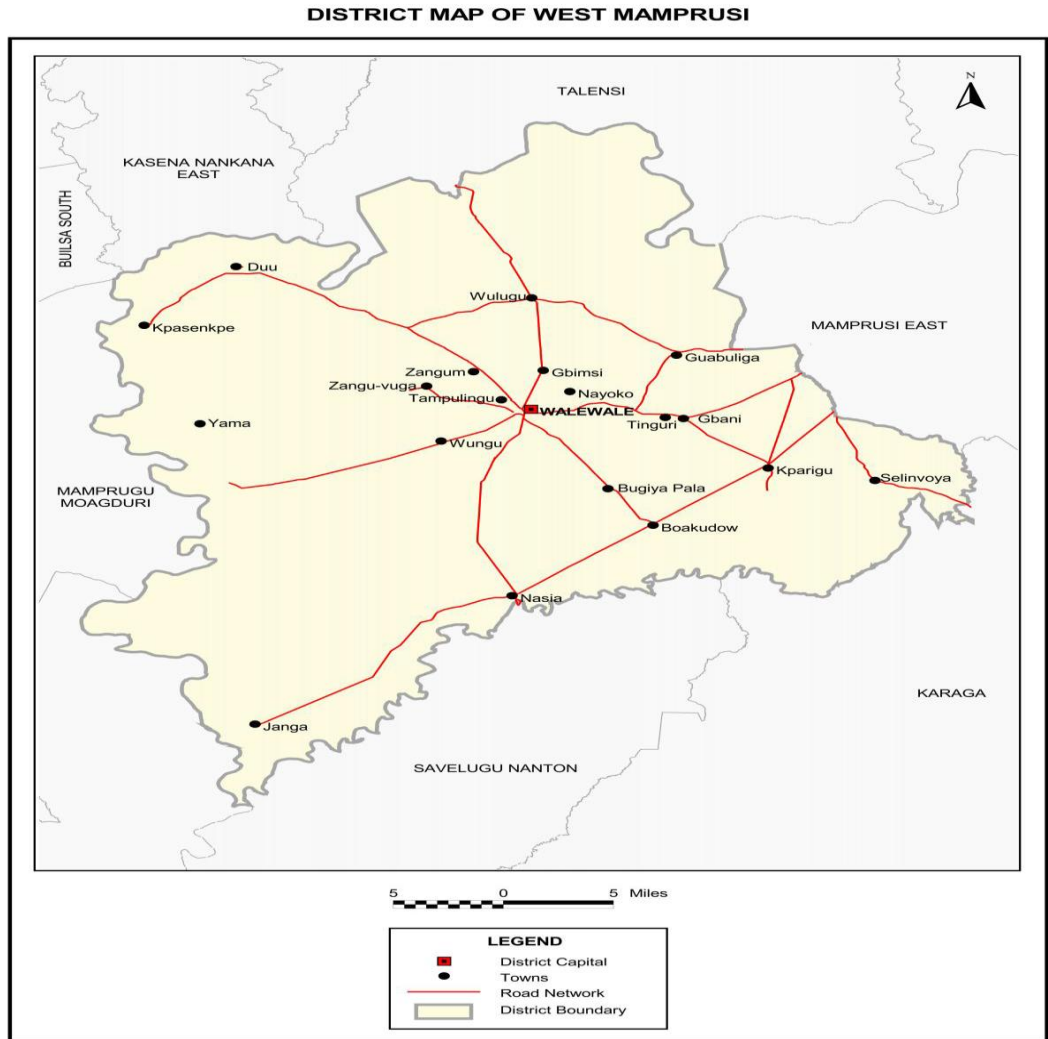 DISTRICT MAP OF WEST MAMPRUSI
N
TALENSI
KASENA NANKANA
EAST
BUILSA SOUTH
Duu
Wulugu
Kpasenkpe
MAMPRUSI EAST
Guabuliga
Zangum
Gbimsi
Zangu-vuga
Nayoko
Tampulingu
WALEWALE
Tinguri
Gbani
Yama
Wungu
Kparigu
Selinvoya
MAMPRUGU
MOAGDURI
Bugiya Pala
Boakudow
Nasia
KARAGA
Janga
SAVELUGU NANTON
5 0 5 Miles
LEGEND
District Capital
Towns
Road Network
District Boundary